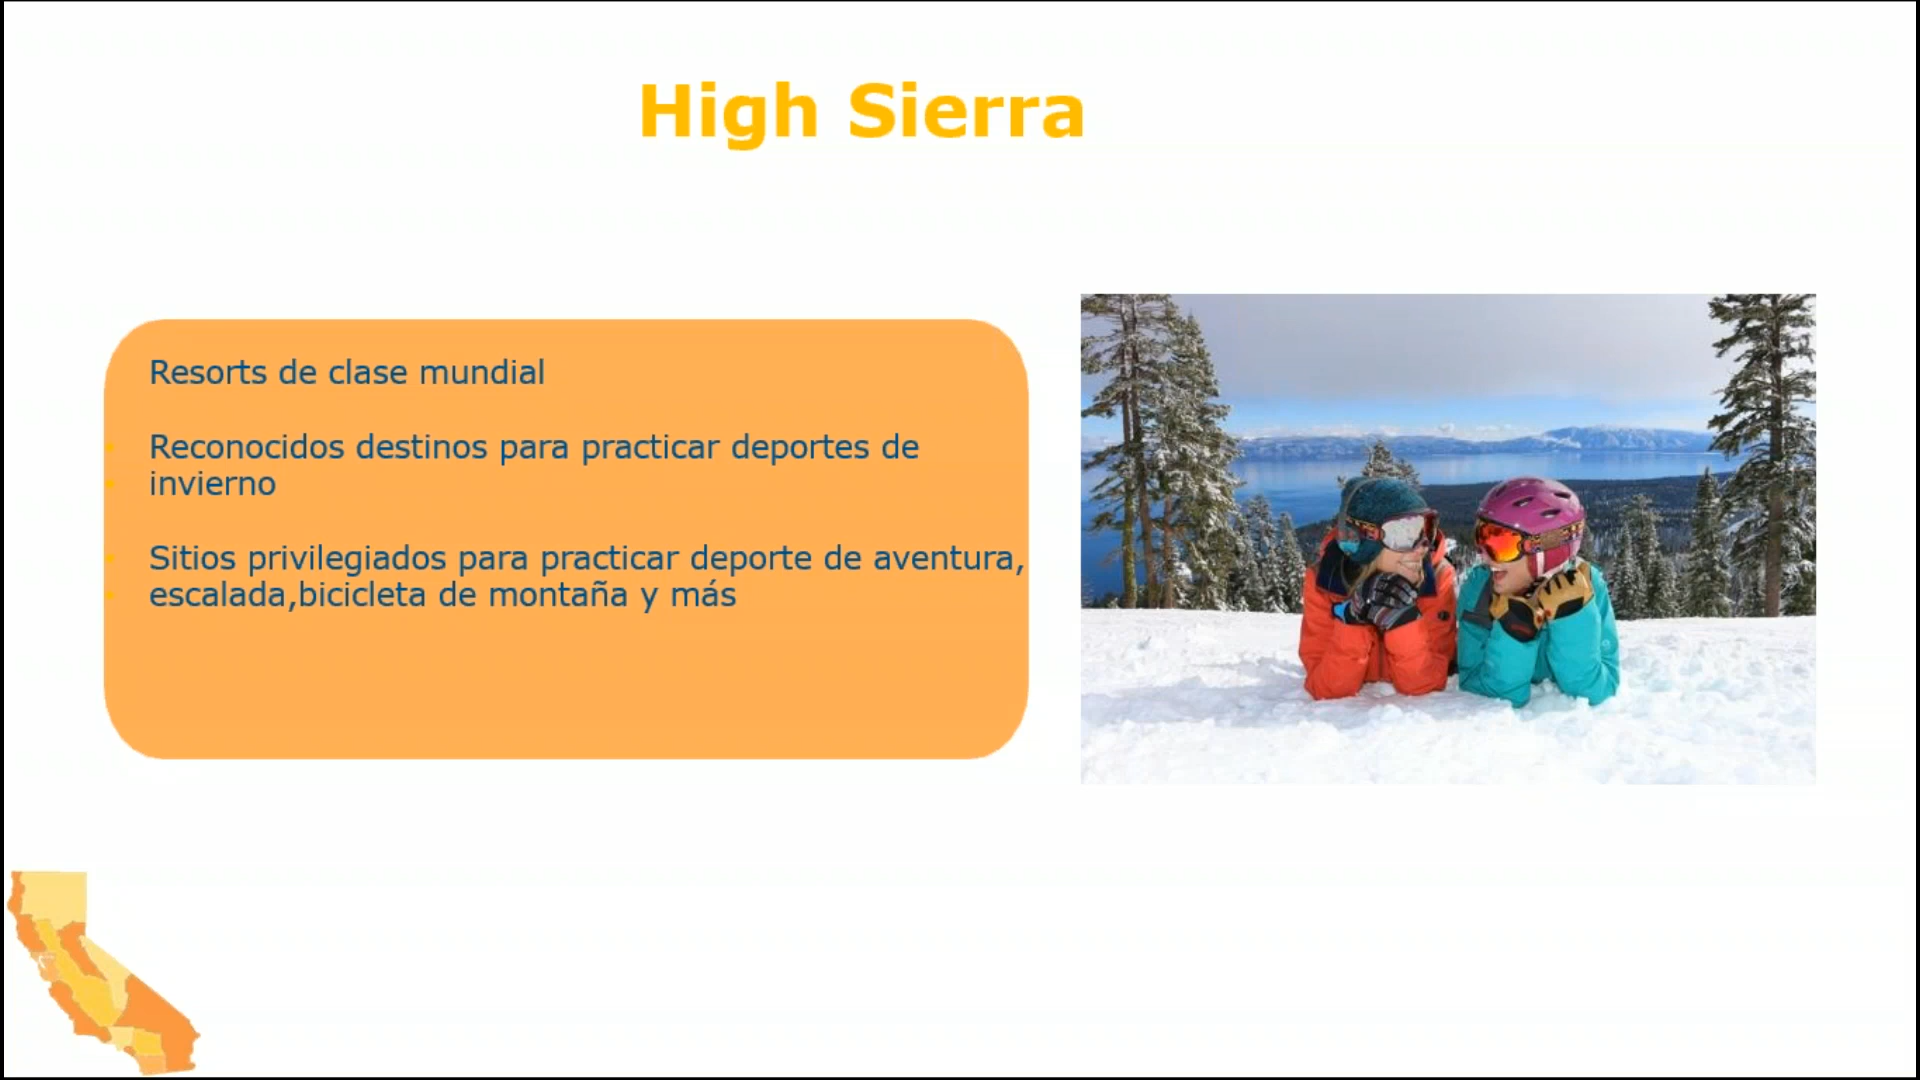 High Sierra
Resorts de clase mundial
Reconocidos destinos para practicar deportes de
invierno
Sitios privilegiados para practicar deporte de aventura,
escalada,bicicleta de montaña y más